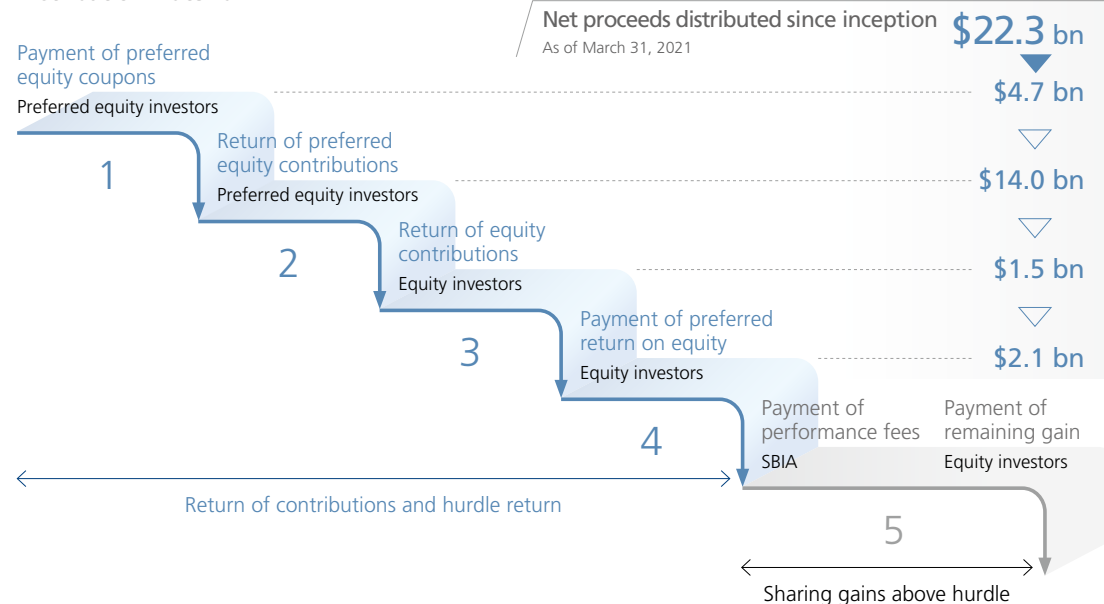 Net proceeds distributed since inception
$22.3 bn
As of March 31, 2021
Payment of preferred
equity coupons
Preferred equity investors
$4.7 bn
1
Return of preferred
equity contributions
Preferred equity investors
$14.0 bn
2
Return of equity
contributions
Equity investors
$1.5 bn
3
Payment of preferred
return on equity
Equity investors
$2.1 bn
4
Payment of
performance fees
SBIA
Payment of
remaining gain
Equity investors
Return of contributions and hurdle return
5
Sharing gains above hurdle